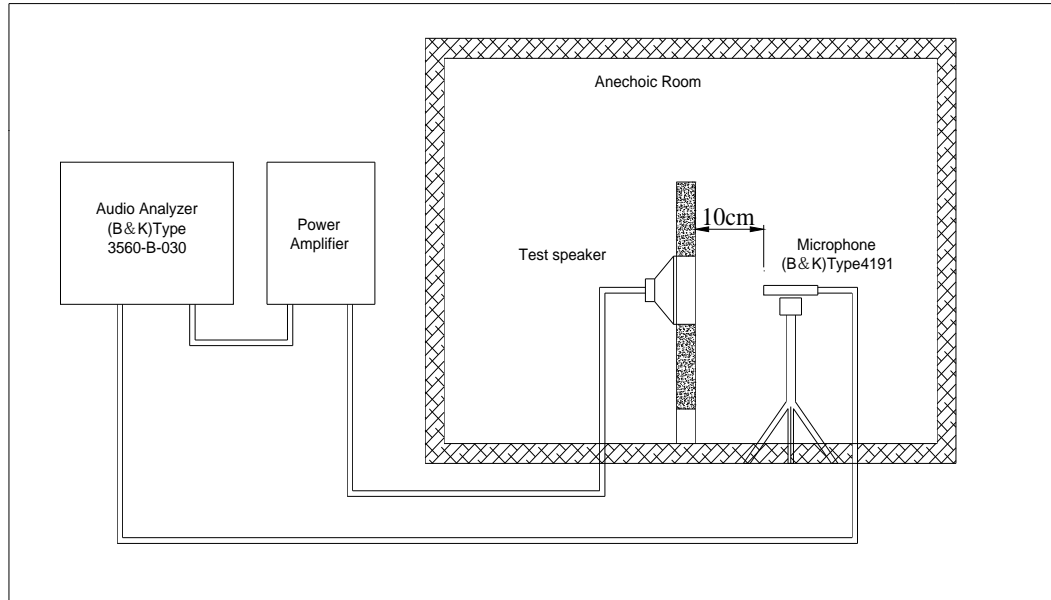 Anechoic Room
Audio Analyzer
(B&K)Type
3560-B-030
Power
Amplifier
Test speaker
10cm
Microphone
(B&K)Type4191